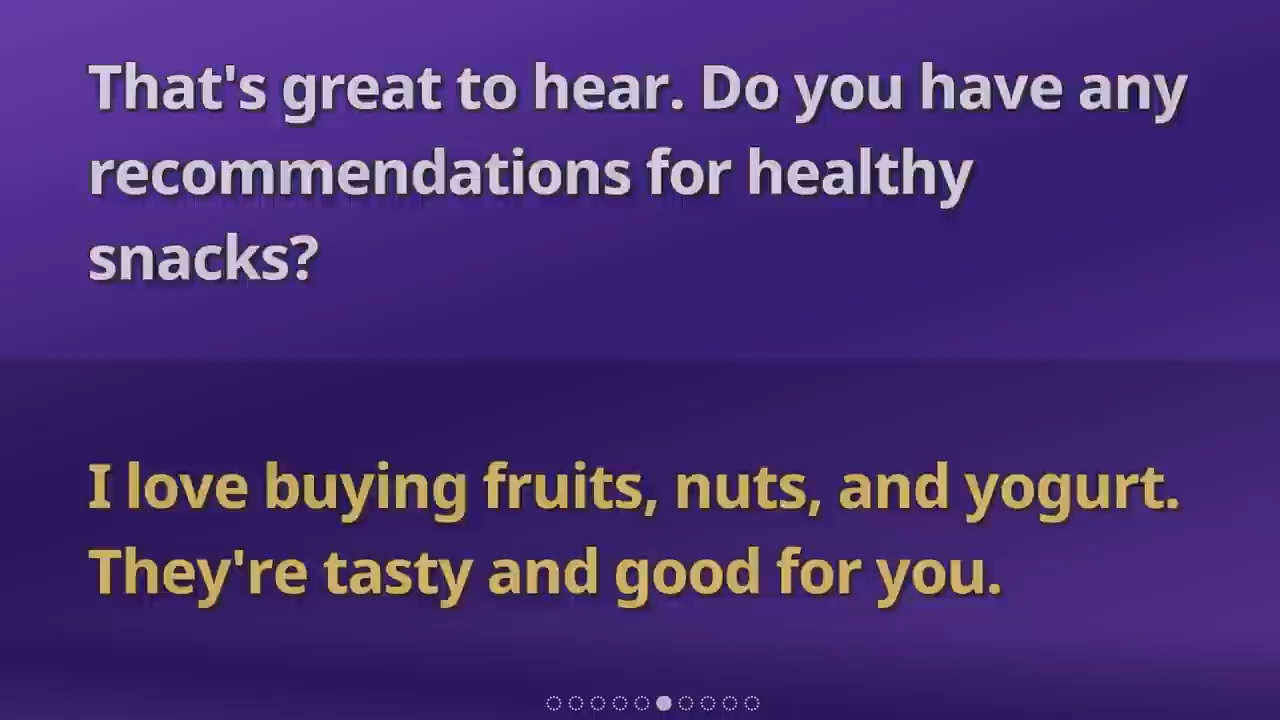 That's great to hear. Do you have any
recommendations for healthy
snacks?
I love buying fruits, nuts, and yogurt.
They're tasty and good for you.